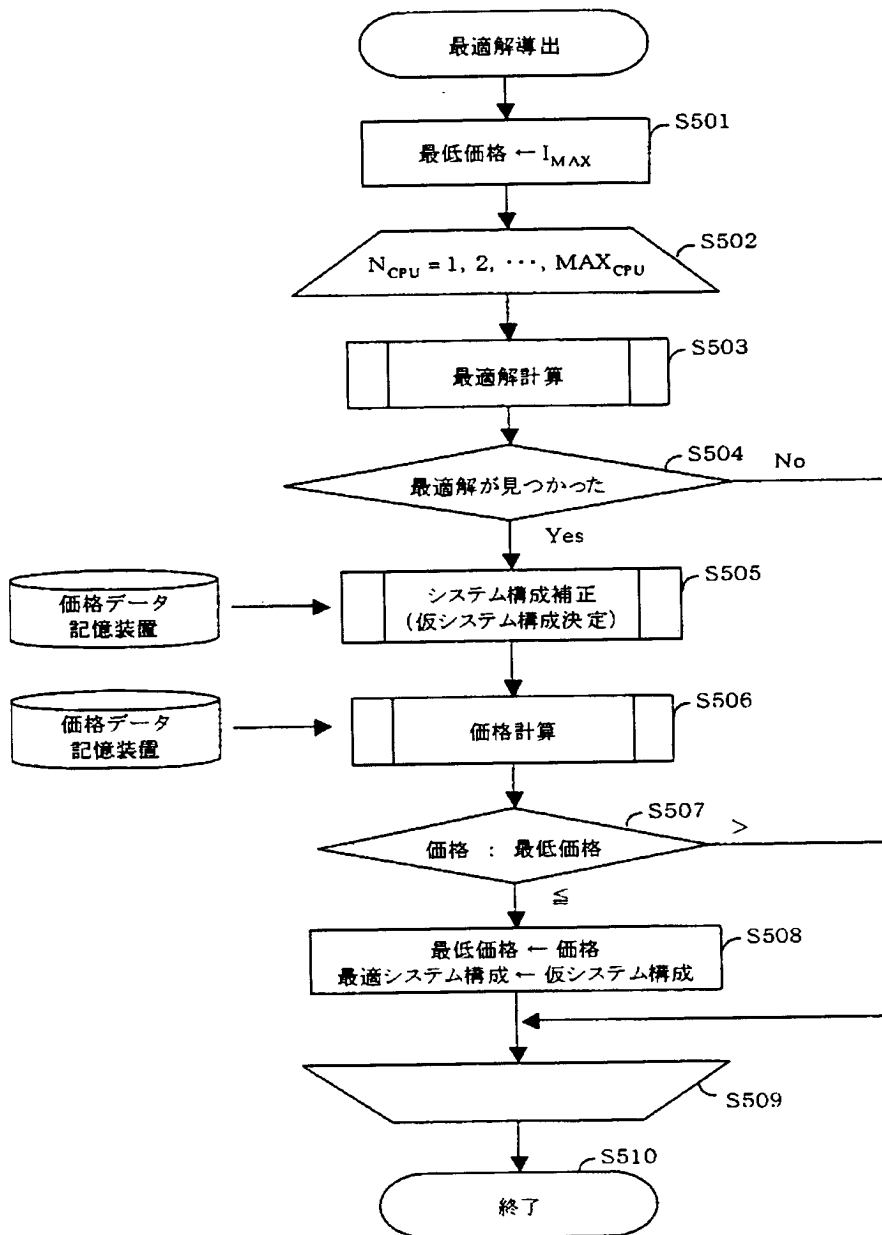 最適解導出
S501
最低価格 ← I_MAX
S502
N_CPU = 1, 2, ･･･, MAX_CPU
S503
最適解計算
S504
No
最適解が見つかった
Yes
S505
価格データ
記憶装置
システム構成補正
(仮システム構成決定)
S506
価格データ
記憶装置
価格計算
S507
>
価格 : 最低価格
≦
S508
最低価格 ← 価格
最適システム構成 ← 仮システム構成
S509
S510
終了